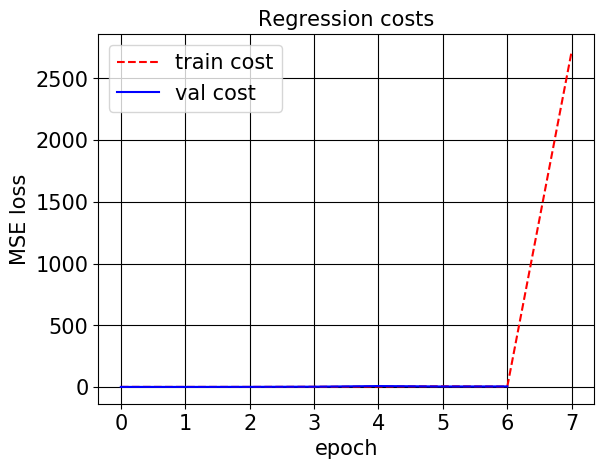 Regression costs
train cost
val cost
2500
2000
1500
1000
500
0
MSE loss
0 1 2 3 4 5 6 7
epoch